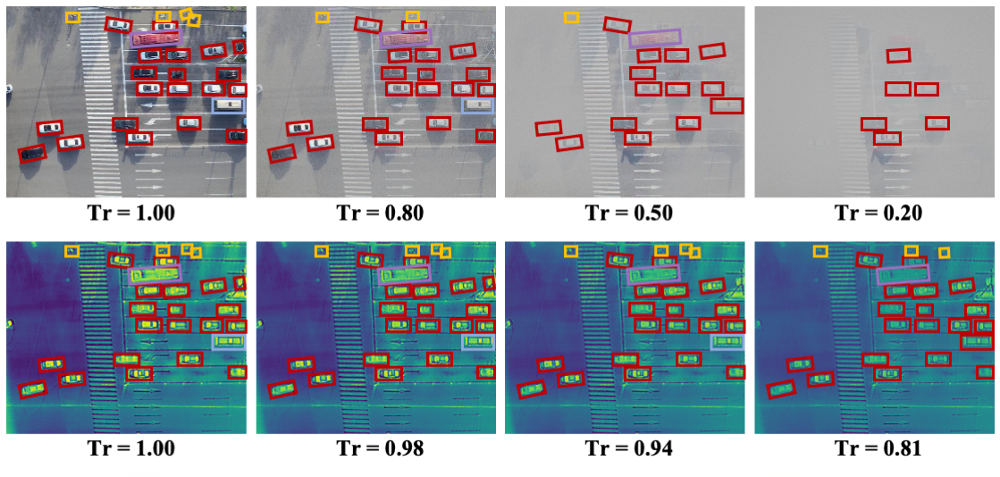 Tr = 1.00 Tr = 0.80 Tr = 0.50 Tr = 0.20
Tr = 1.00 Tr = 0.98 Tr = 0.94 Tr = 0.81